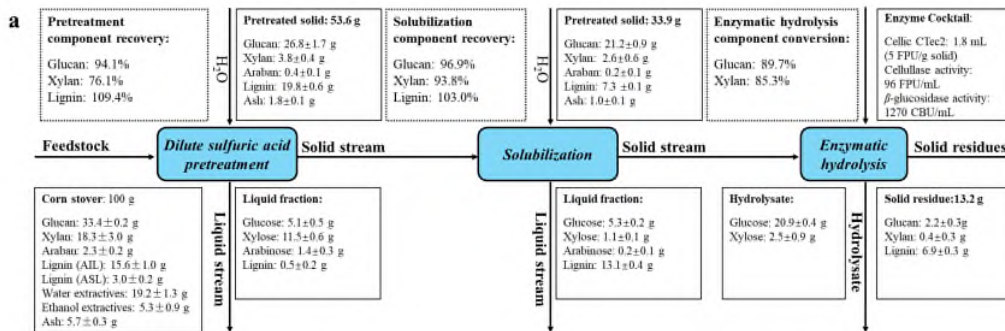 a
Pretreatment
component recovery:
Glucan: 94.1%
Xylan: 76.1%
Lignin: 109.4%
H₂O
Pretreated solid: 53.6 g
Glucan: 26.8±1.7 g
Xylan: 3.8±0.4 g
Araban: 0.4±0.1 g
Lignin: 19.8±0.6 g
Ash: 1.8±0.1 g
Solubilization
component recovery:
Glucan: 96.9%
Xylan: 93.8%
Lignin: 103.0%
H₂O
Pretreated solid: 33.9 g
Glucan: 21.2±0.9 g
Xylan: 2.6±0.6 g
Araban: 0.2±0.1 g
Lignin: 7.3 ±0.1 g
Ash: 1.0±0.1 g
Enzymatic hydrolysis
component conversion:
Glucan: 89.7%
Xylan: 85.3%
Enzyme Cocktail:
Cellic CTec2: 1.8 mL
(5 FPU/g solid)
Cellullase activity:
96 FPU/mL
β-glucosidase activity:
1270 CBU/mL
Feedstock
Dilute sulfuric acid
pretreatment
Solid stream
Solubilization
Solid stream
Enzymatic
hydrolysis
Solid residues
Corn stover: 100 g
Glucan: 33.4±0.2 g
Xylan: 18.3±3.0 g
Araban: 2.3±0.2 g
Lignin (AIL): 15.6±1.0 g
Lignin (ASL): 3.0±0.2 g
Water extractives: 19.2±1.3 g
Ethanol extractives: 5.3±0.9 g
Ash: 5.7±0.3 g
Liquid stream
Liquid fraction:
Glucose: 5.1±0.5 g
Xylose: 11.5±0.6 g
Arabinose: 1.4±0.3 g
Lignin: 0.5±0.2 g
Liquid stream
Liquid fraction:
Glucose: 5.3±0.2 g
Xylose: 1.1±0.1 g
Arabinose: 0.2±0.1 g
Lignin: 13.1±0.4 g
Hydrolysate:
Glucose: 20.9±0.4 g
Xylose: 2.5±0.9 g
Hydrolysate
Solid residue:13.2 g
Glucan: 2.2±0.3g
Xylan: 0.4±0.3 g
Lignin: 6.9±0.3 g